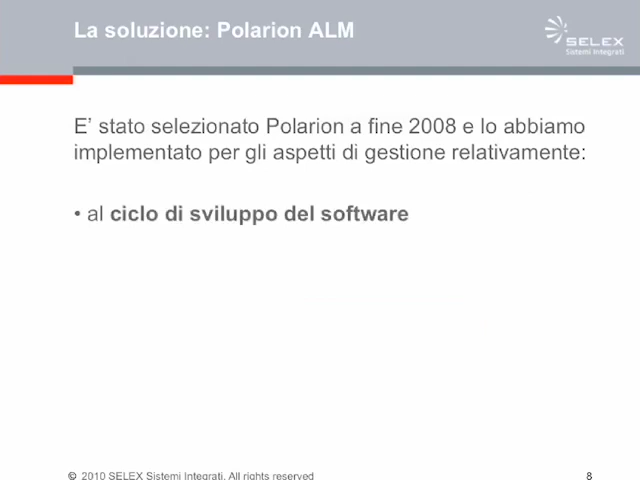 La soluzione: Polarion ALM
SELEX
Sistemi Integrati
E’ stato selezionato Polarion a fine 2008 e lo abbiamo
implementato per gli aspetti di gestione relativamente:
• al ciclo di sviluppo del software
© 2010 SELEX Sistemi Integrati. All rights reserved
8